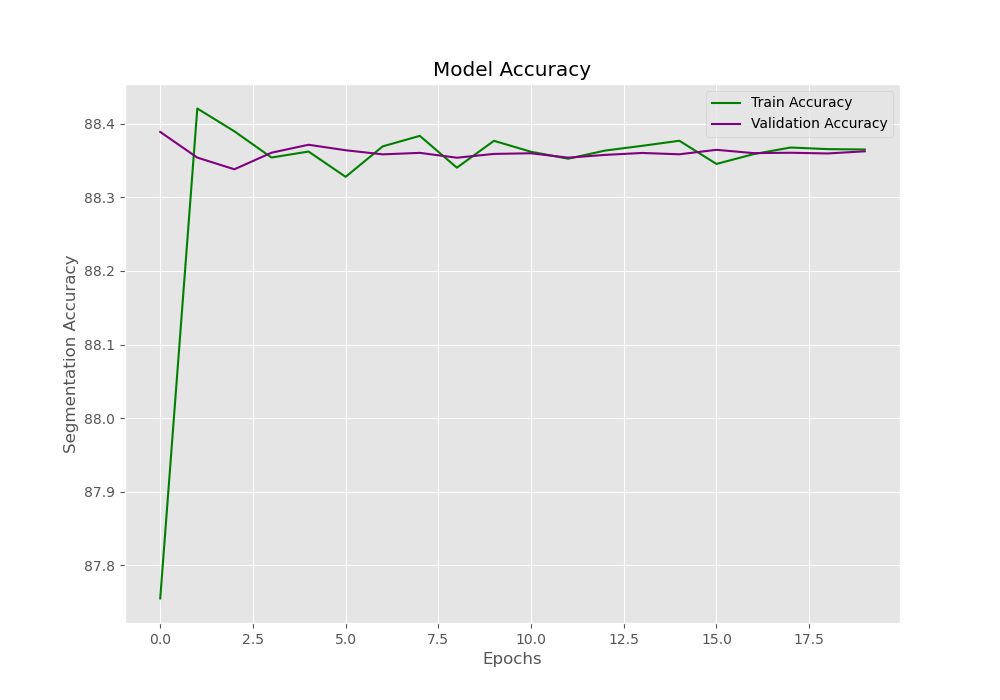 Model Accuracy
Train Accuracy
Validation Accuracy
Segmentation Accuracy
88.4
88.3
88.2
88.1
88.0
87.9
87.8
0.0 2.5 5.0 7.5 10.0 12.5 15.0 17.5
Epochs